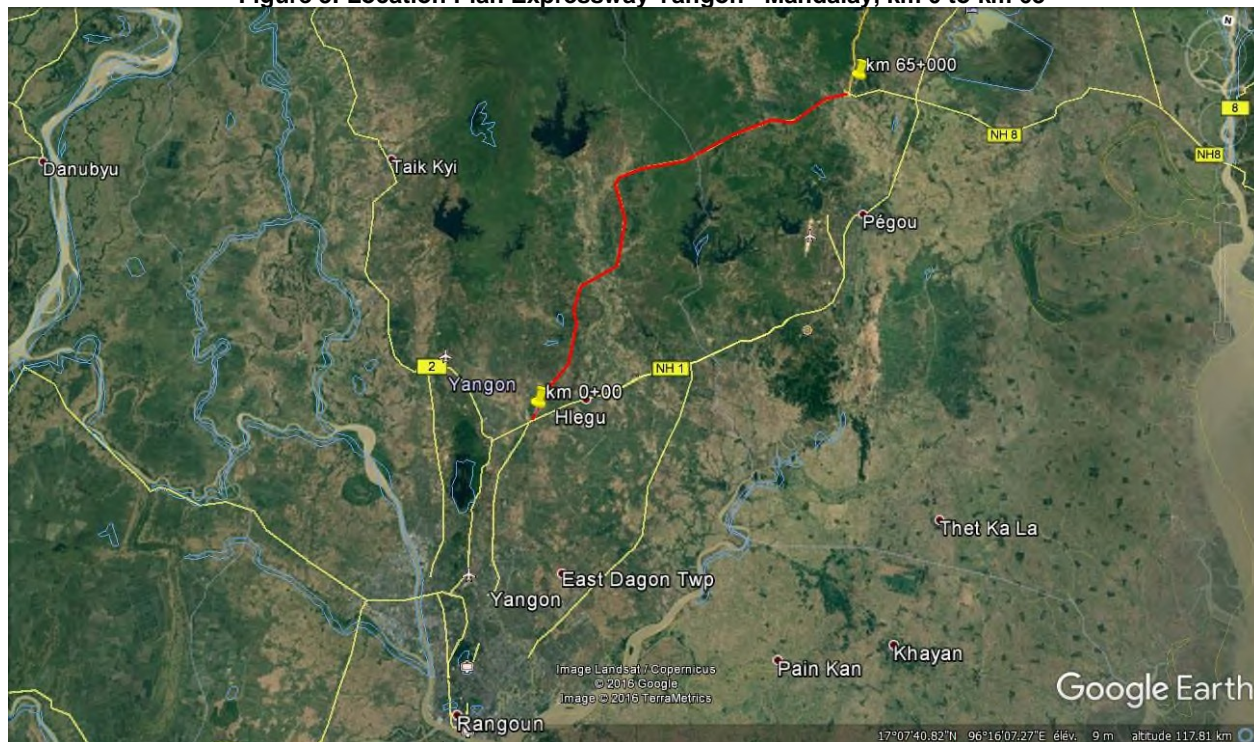 N
km 65+000
8
NH 8
NH8
Danubyu
Taik Kyi
Pégou
2
NH 1
Yangon
km 0+00
Hlegu
Thet Ka La
East Dagon Twp
Yangon
Khayan
Pain Kan
Image Landsat / Copernicus
© 2016 Google
Image © 2016 TerraMetrics
Google Earth
Rangoun
17°07'40.82"N 96°16'07.27"E élév. 9 m altitude 117.81 km